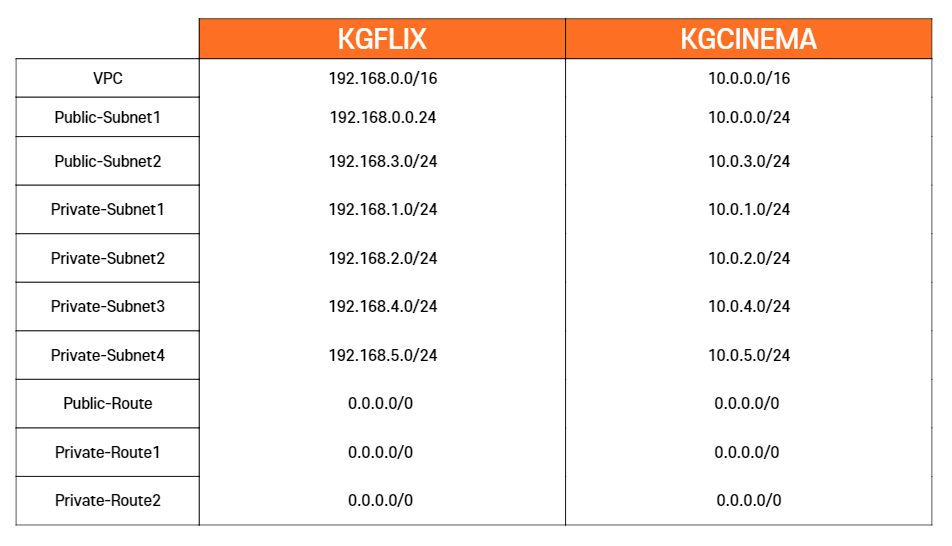 KGFLIX KGCINEMA
VPC 192.168.0.0/16 10.0.0.0/16
Public-Subnet1 192.168.0.0.24 10.0.0.0/24
Public-Subnet2 192.168.3.0/24 10.0.3.0/24
Private-Subnet1 192.168.1.0/24 10.0.1.0/24
Private-Subnet2 192.168.2.0/24 10.0.2.0/24
Private-Subnet3 192.168.4.0/24 10.0.4.0/24
Private-Subnet4 192.168.5.0/24 10.0.5.0/24
Public-Route 0.0.0.0/0 0.0.0.0/0
Private-Route1 0.0.0.0/0 0.0.0.0/0
Private-Route2 0.0.0.0/0 0.0.0.0/0